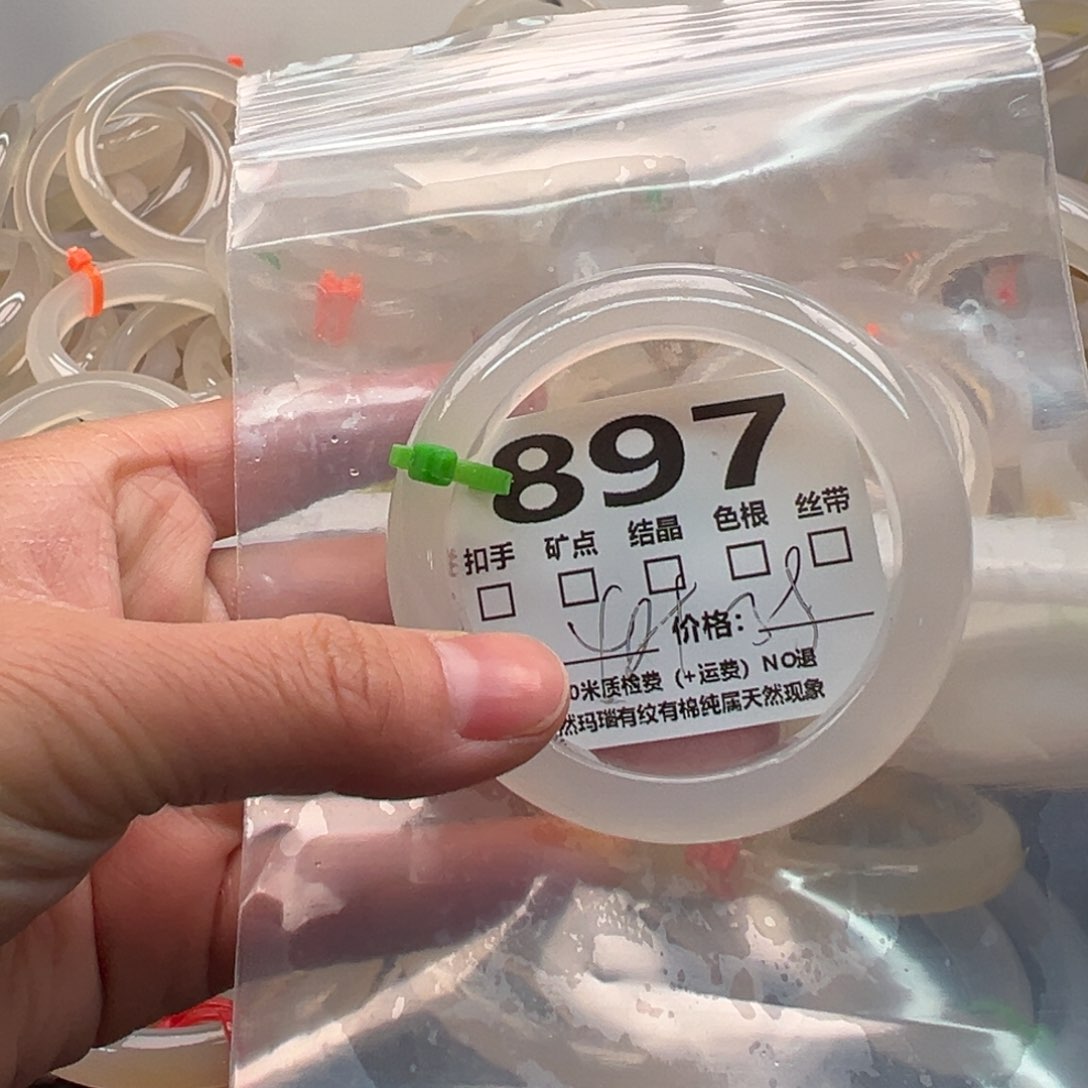 897
扣手 矿点 结晶 色根 丝带
价格：
0米质检费（+运费）NO退
然玛瑙有纹有棉纯属天然现象